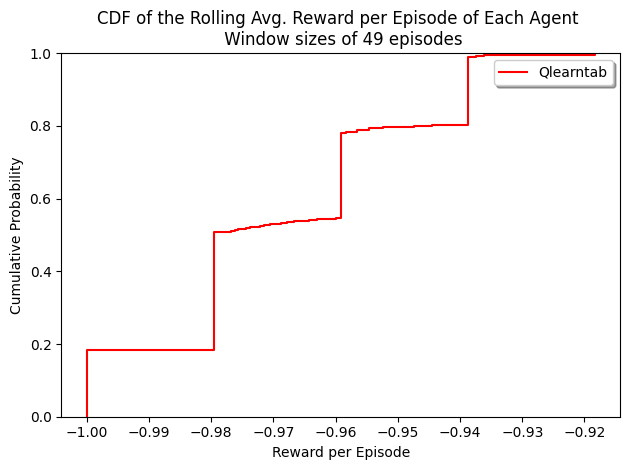 CDF of the Rolling Avg. Reward per Episode of Each Agent
Window sizes of 49 episodes
Qlearntab
Cumulative Probability
1.0
0.8
0.6
0.4
0.2
0.0
−1.00 −0.99 −0.98 −0.97 −0.96 −0.95 −0.94 −0.93 −0.92
Reward per Episode